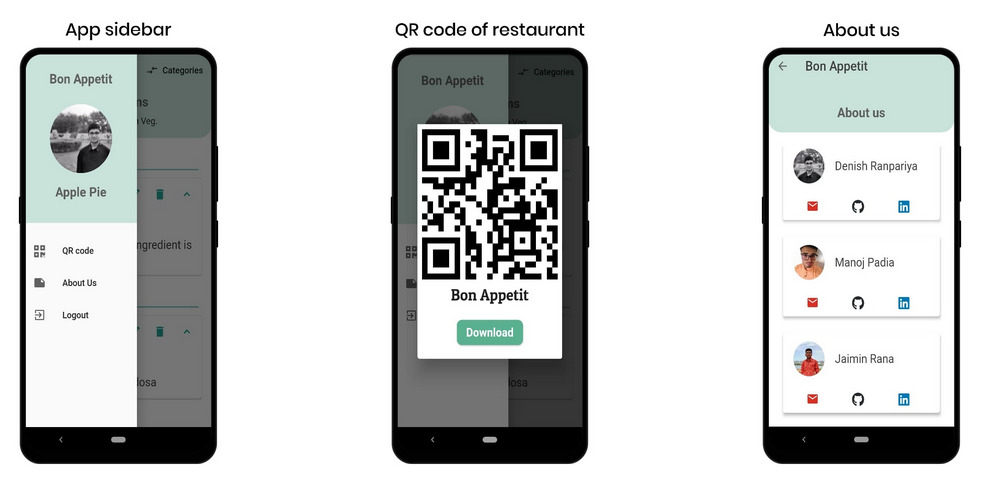 App sidebar
Bon Appetit
Categories
ns
Veg.
Apple Pie
ngredient is
QR code
About Us
Logout
losa
QR code of restaurant
Bon Appetit
Categories
ns
Veg.
Bon Appetit
Download
losa
About us
Bon Appetit
About us
Denish Ranpariya
Manoj Padia
Jaimin Rana